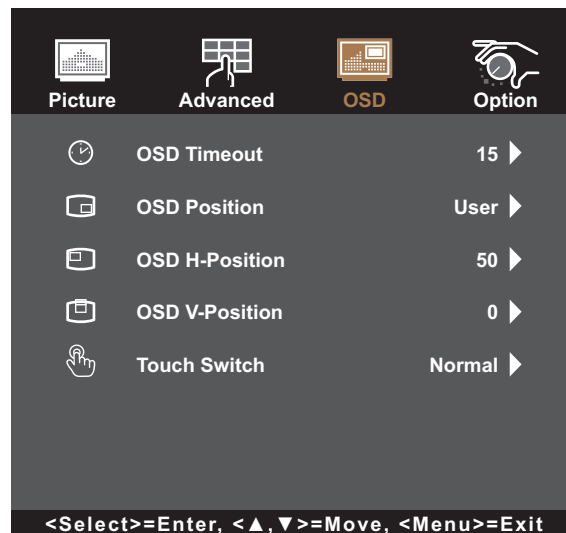 Picture Advanced OSD Option
OSD Timeout 15
OSD Position User
OSD H-Position 50
OSD V-Position 0
Touch Switch Normal
<Select>=Enter, <▲,▼>=Move, <Menu>=Exit